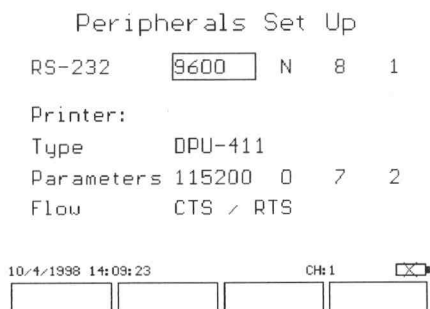 Peripherals Set Up
RS-232 9600 N 8 1
Printer:
Type DPU-411
Parameters 115200 O 7 2
Flow CTS / RTS
10/4/1998 14:09:23 CH:1